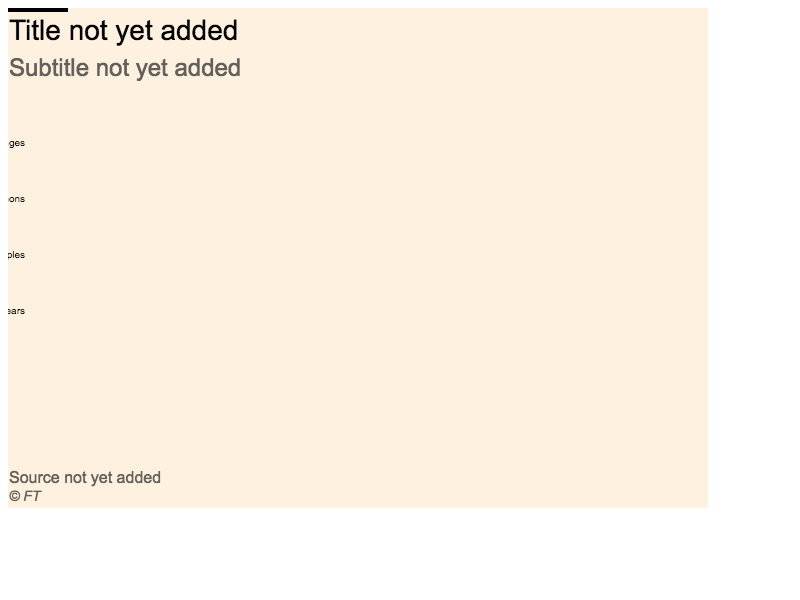 Title not yet added
Subtitle not yet added
ges
ons
ples
ears
Source not yet added
© FT